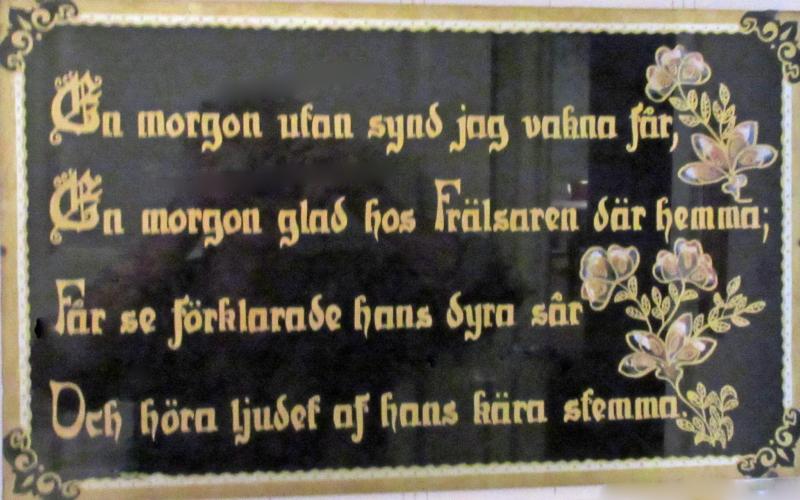 En morgon utan synd jag vakna får,
En morgon glad hos Frälsaren där hemma;
Får se förklarade hans dyra sår
Och höra ljudet af hans kära stemma.